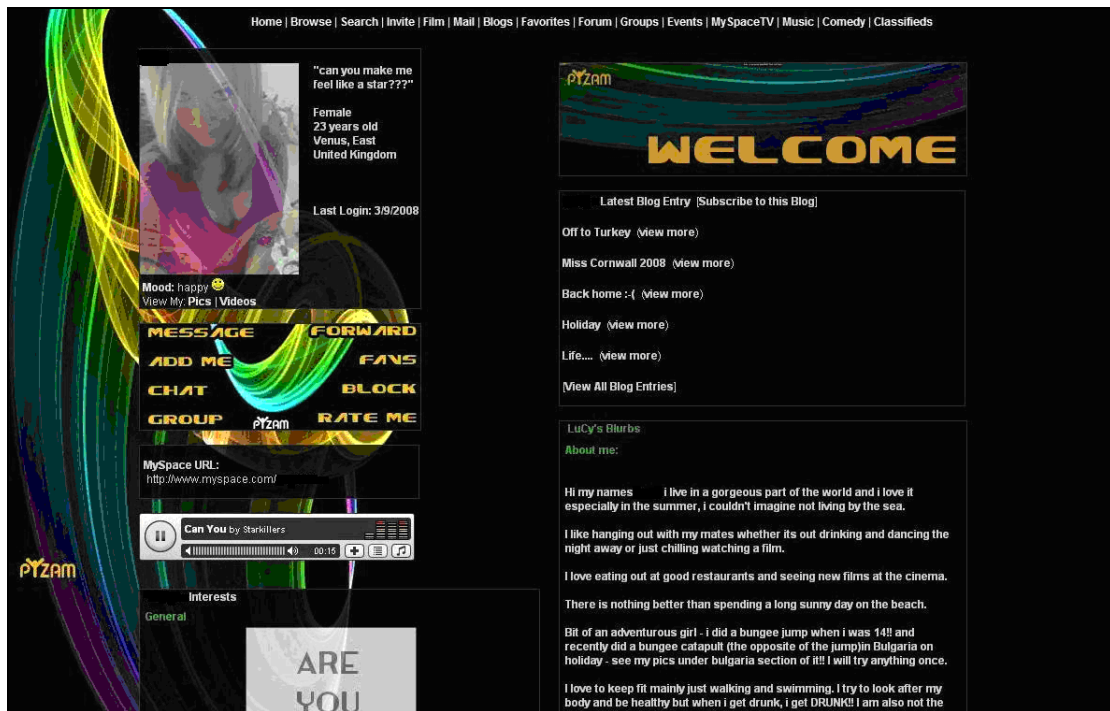 Home | Browse | Search | Invite | Film | Mail | Blogs | Favorites | Forum | Groups | Events | MySpaceTV | Music | Comedy | Classifieds
"can you make me
feel like a star???"
Female
23 years old
Venus, East
United Kingdom
Last Login: 3/9/2008
Mood: happy
View My: Pics | Videos
MESSAGE FORWARD
ADD ME FAVS
CHAT BLOCK
GROUP PYZAM RATE ME
MySpace URL:
http://www.myspace.com/
Can You by Starkillers
00:15
PYZAM
Interests
General
ARE
YOU
PYZAM
WELCOME
Latest Blog Entry [Subscribe to this Blog]
Off to Turkey (view more)
Miss Cornwall 2008 (view more)
Back home :-( (view more)
Holiday (view more)
Life.... (view more)
[View All Blog Entries]
LuCy's Blurbs
About me:
Hi my names i live in a gorgeous part of the world and i love it
especially in the summer, i couldn't imagine not living by the sea.
I like hanging out with my mates whether its out drinking and dancing the
night away or just chilling watching a film.
I love eating out at good restaurants and seeing new films at the cinema.
There is nothing better than spending a long sunny day on the beach.
Bit of an adventurous girl - i did a bungee jump when i was 14!! and
recently did a bungee catapult (the opposite of the jump)in Bulgaria on
holiday - see my pics under bulgaria section of it!! I will try anything once.
I love to keep fit mainly just walking and swimming. I try to look after my
body and be healthy but when i get drunk, i get DRUNK!! I am also not the